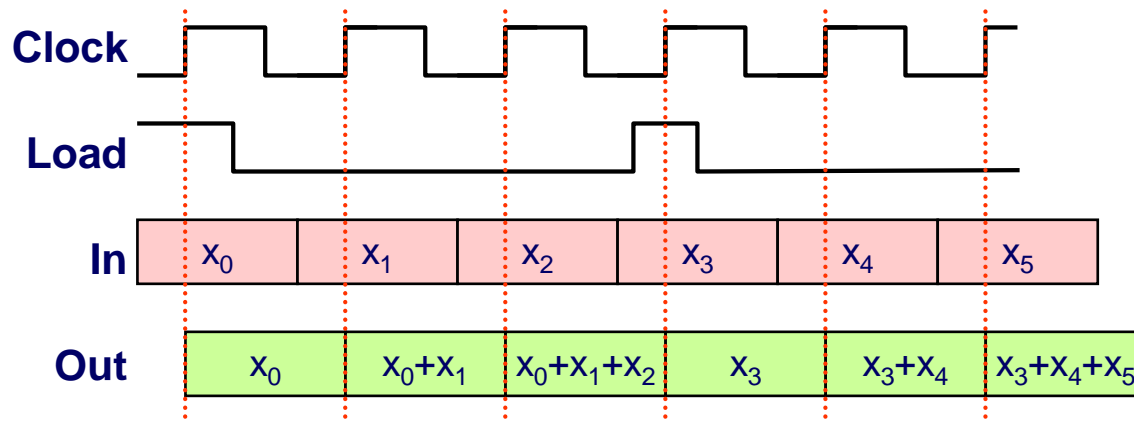 Clock
Load
In x₀ x₁ x₂ x₃ x₄ x₅
Out x₀ x₀+x₁ x₀+x₁+x₂ x₃ x₃+x₄ x₃+x₄+x₅